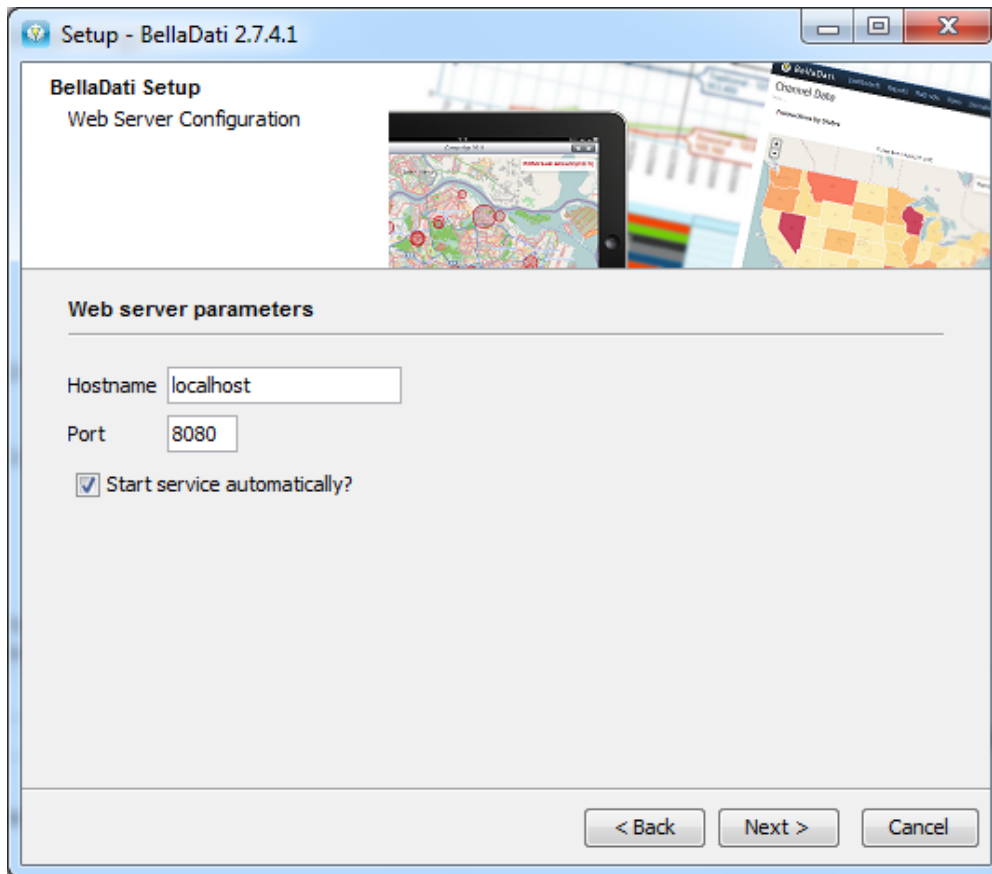 Setup - BellaDati 2.7.4.1
BellaDati Setup
Web Server Configuration
BellaDati
Channel Data
Web server parameters
Hostname localhost
Port 8080
Start service automatically?
< Back Next > Cancel